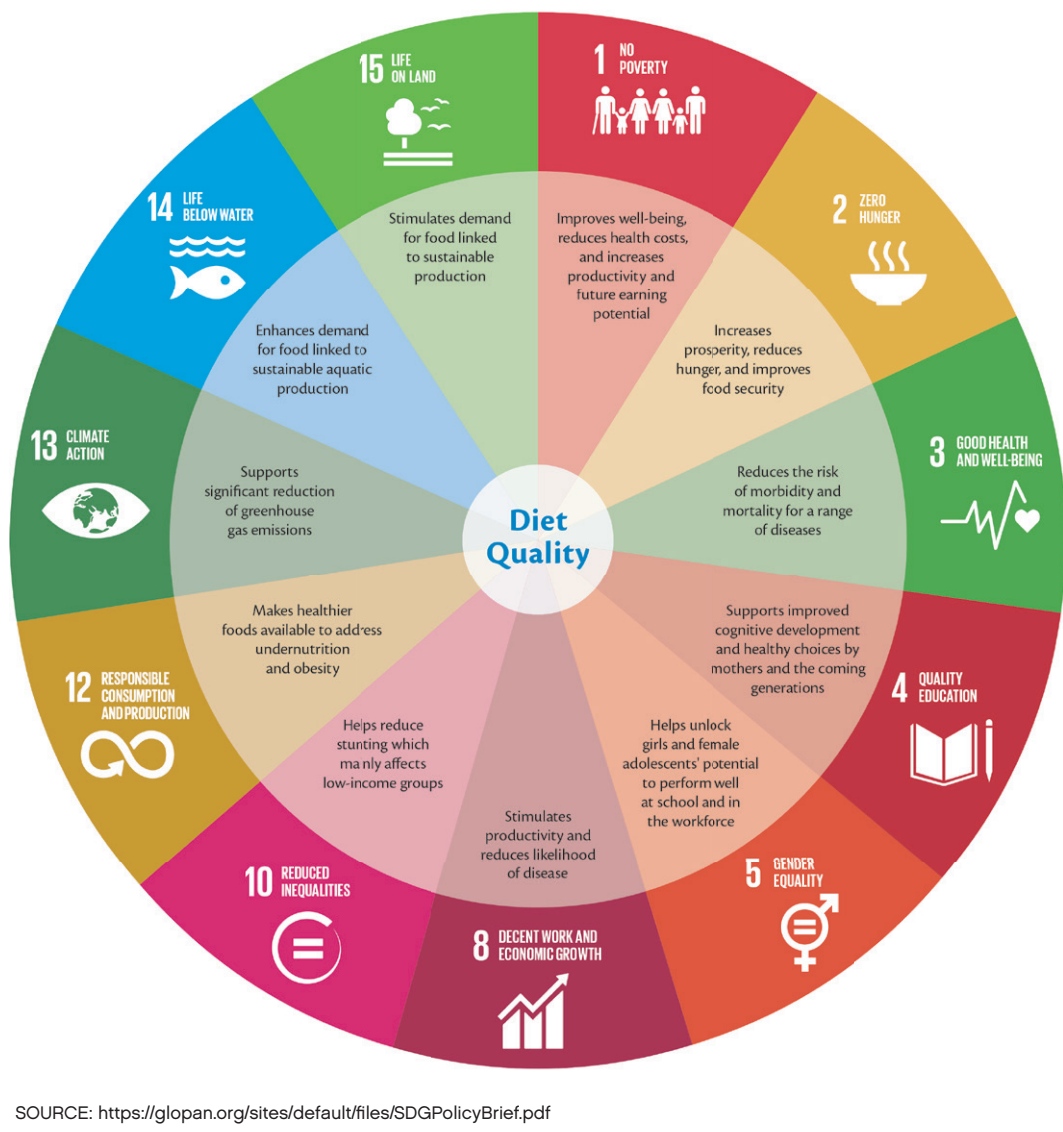 1 NO
POVERTY
Improves well-being,
reduces health costs,
and increases
productivity and
future earning
potential
2 ZERO
HUNGER
Increases
prosperity, reduces
hunger, and improves
food security
3 GOOD HEALTH
AND WELL-BEING
Reduces the risk
of morbidity and
mortality for a range
of diseases
4 QUALITY
EDUCATION
Supports improved
cognitive development
and healthy choices by
mothers and the coming
generations
5 GENDER
EQUALITY
Helps unlock
girls and female
adolescents' potential
to perform well
at school and in
the workforce
8 DECENT WORK AND
ECONOMIC GROWTH
Stimulates
productivity and
reduces likelihood
of disease
10 REDUCED
INEQUALITIES
Helps reduce
stunting which
mainly affects
low-income groups
12 RESPONSIBLE
CONSUMPTION
AND PRODUCTION
Makes healthier
foods available to address
undernutrition
and obesity
13 CLIMATE
ACTION
Supports
significant reduction
of greenhouse
gas emissions
14 LIFE
BELOW WATER
Enhances demand
for food linked to
sustainable aquatic
production
15 LIFE
ON LAND
Stimulates demand
for food linked
to sustainable
production
Diet
Quality
SOURCE: https://glopan.org/sites/default/files/SDGPolicyBrief.pdf